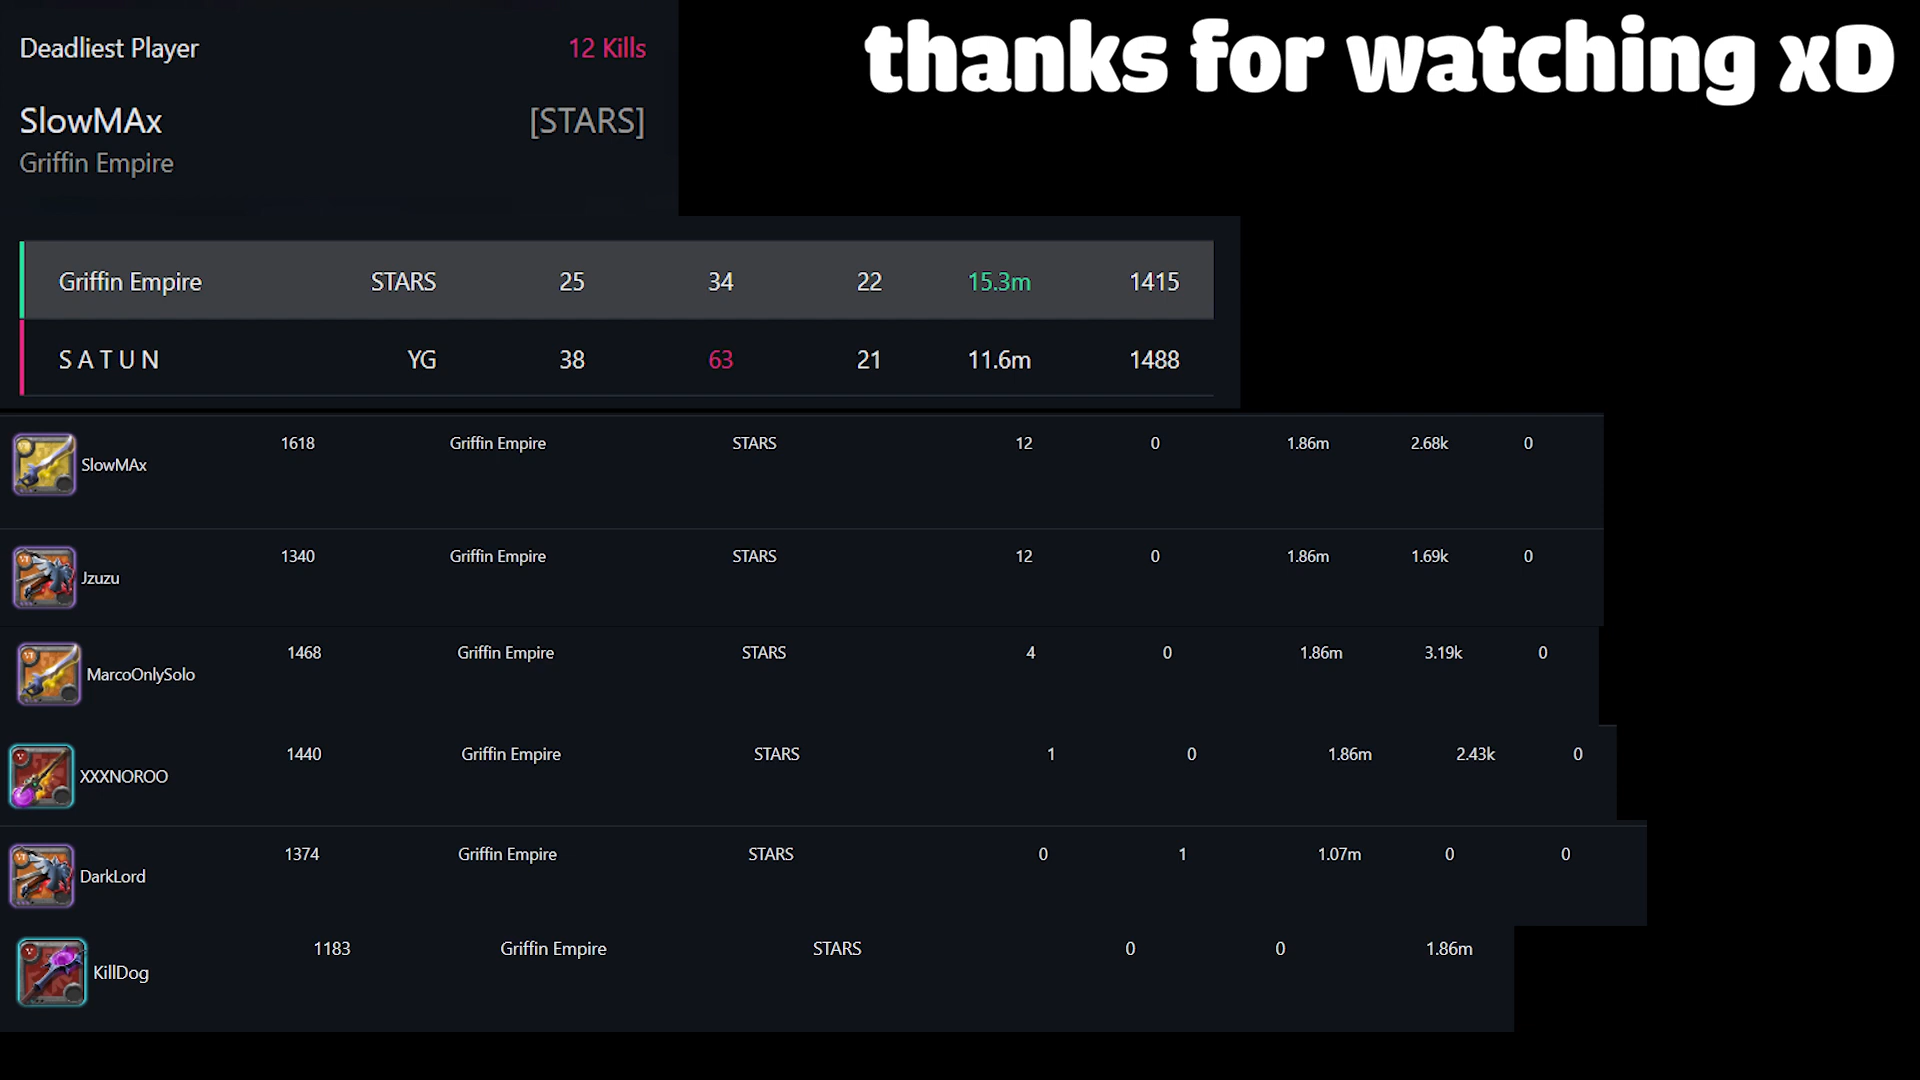 thanks for watching xD
Deadliest Player 12 Kills
SlowMAx [STARS]
Griffin Empire
Griffin Empire STARS 25 34 22 15.3m 1415
S A T U N YG 38 63 21 11.6m 1488
SlowMAx 1618 Griffin Empire STARS 12 0 1.86m 2.68k 0
Jzuzu 1340 Griffin Empire STARS 12 0 1.86m 1.69k 0
MarcoOnlySolo 1468 Griffin Empire STARS 4 0 1.86m 3.19k 0
XXXNOROO 1440 Griffin Empire STARS 1 0 1.86m 2.43k 0
DarkLord 1374 Griffin Empire STARS 0 1 1.07m 0 0
KillDog 1183 Griffin Empire STARS 0 0 1.86m